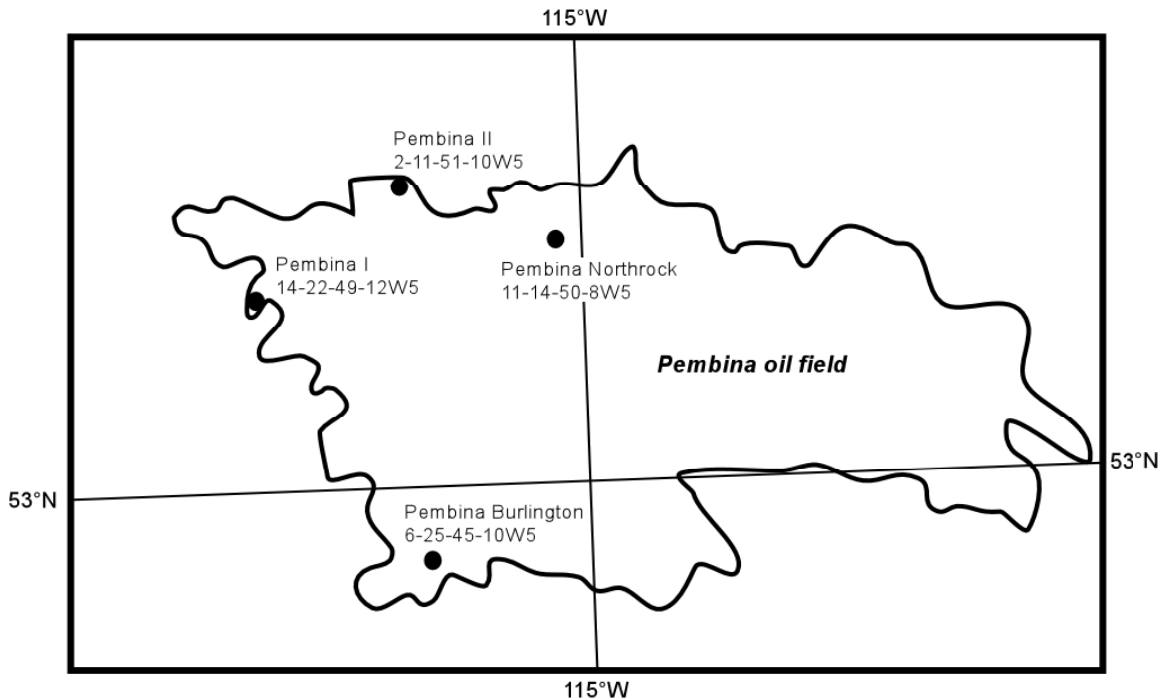 115°W
Pembina II
2-11-51-10W5
Pembina I
14-22-49-12W5
Pembina Northrock
11-14-50-8W5
Pembina oil field
53°N
53°N
Pembina Burlington
6-25-45-10W5
115°W